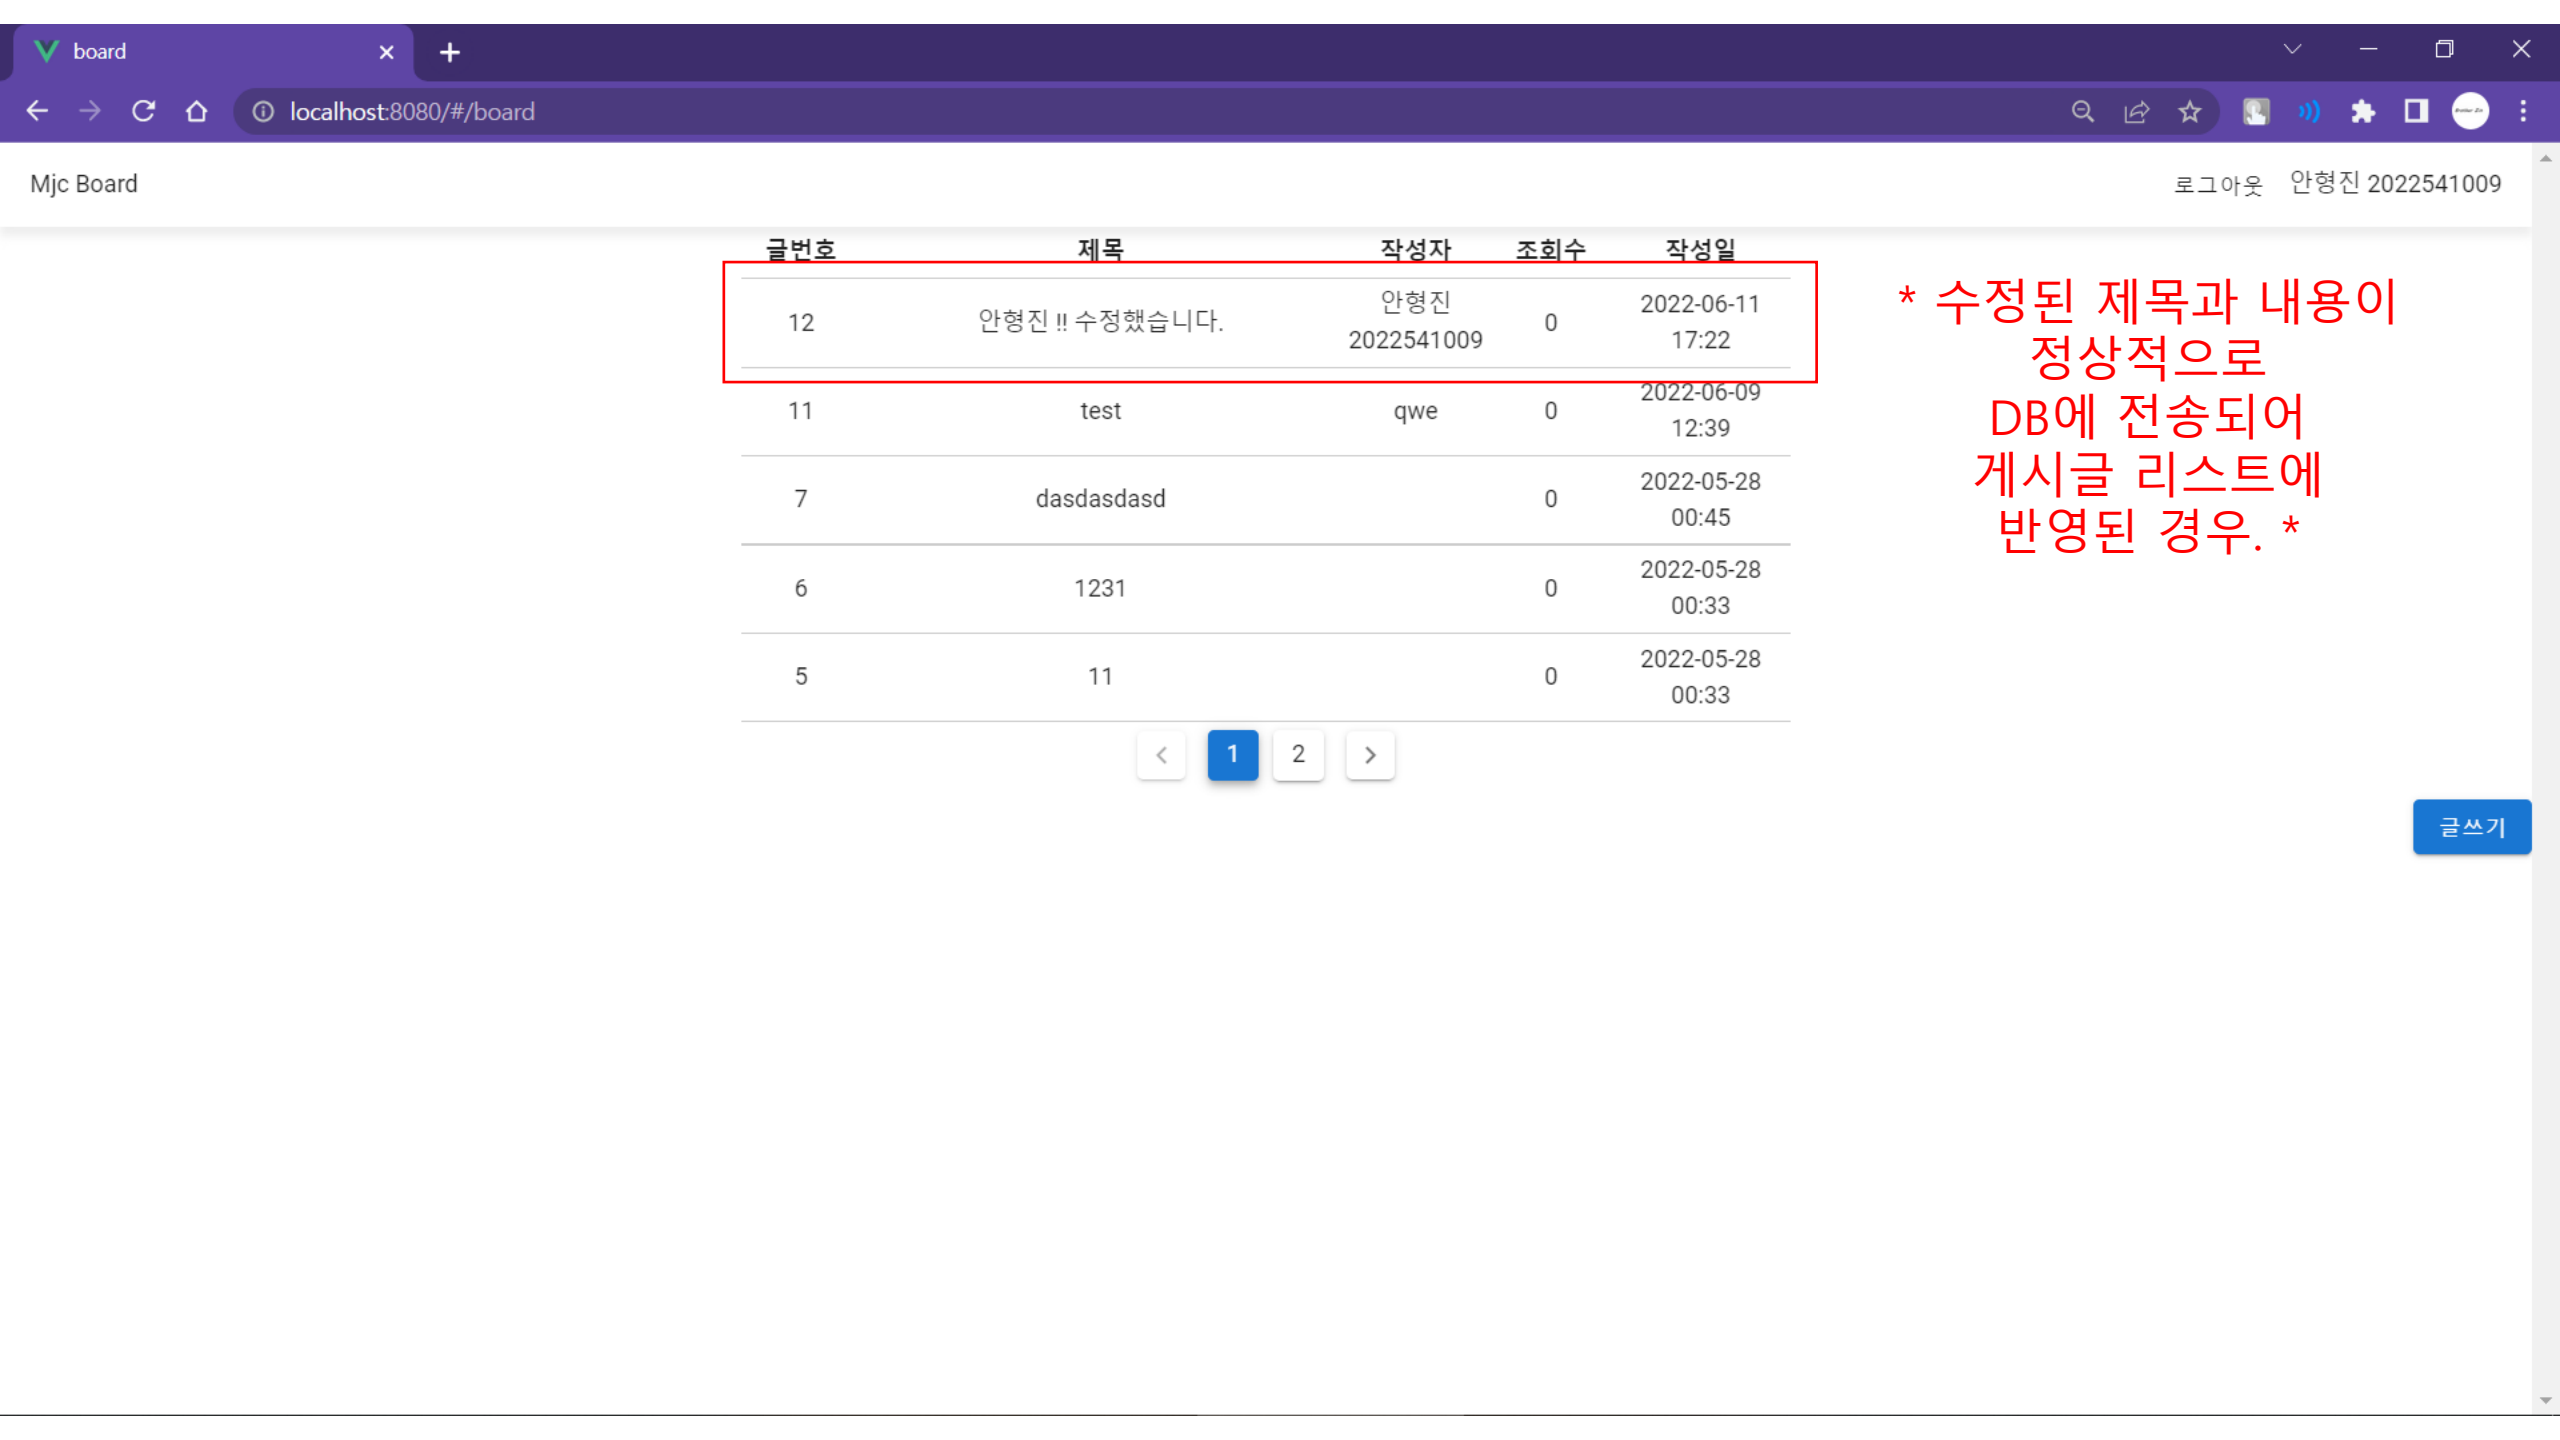 board
localhost:8080/#/board
Mjc Board
로그아웃 안형진 2022541009
글번호 제목 작성자 조회수 작성일
12 안형진 !! 수정했습니다. 안형진 2022541009 0 2022-06-11 17:22
11 test qwe 0 2022-06-09 12:39
7 dasdasdasd 0 2022-05-28 00:45
6 1231 0 2022-05-28 00:33
5 11 0 2022-05-28 00:33
1 2
글쓰기
* 수정된 제목과 내용이
정상적으로
DB에 전송되어
게시글 리스트에
반영된 경우. *